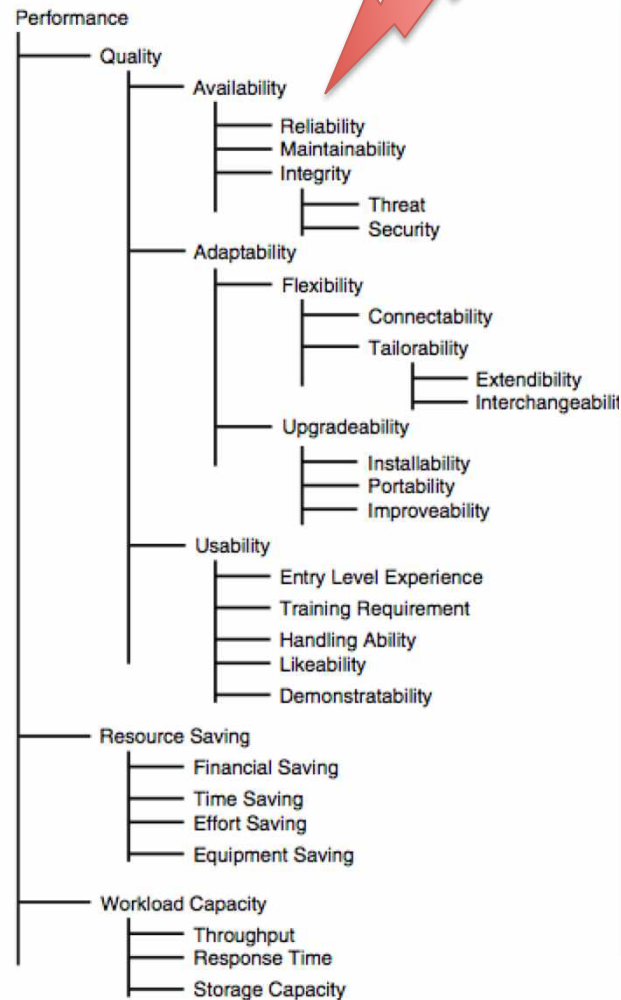 Performance
Quality
Availability
Reliability
Maintainability
Integrity
Threat
Security
Adaptability
Flexibility
Connectability
Tailorability
Extendibility
Interchangeabilit
Upgradeability
Installability
Portability
Improveability
Usability
Entry Level Experience
Training Requirement
Handling Ability
Likeability
Demonstratability
Resource Saving
Financial Saving
Time Saving
Effort Saving
Equipment Saving
Workload Capacity
Throughput
Response Time
Storage Capacity